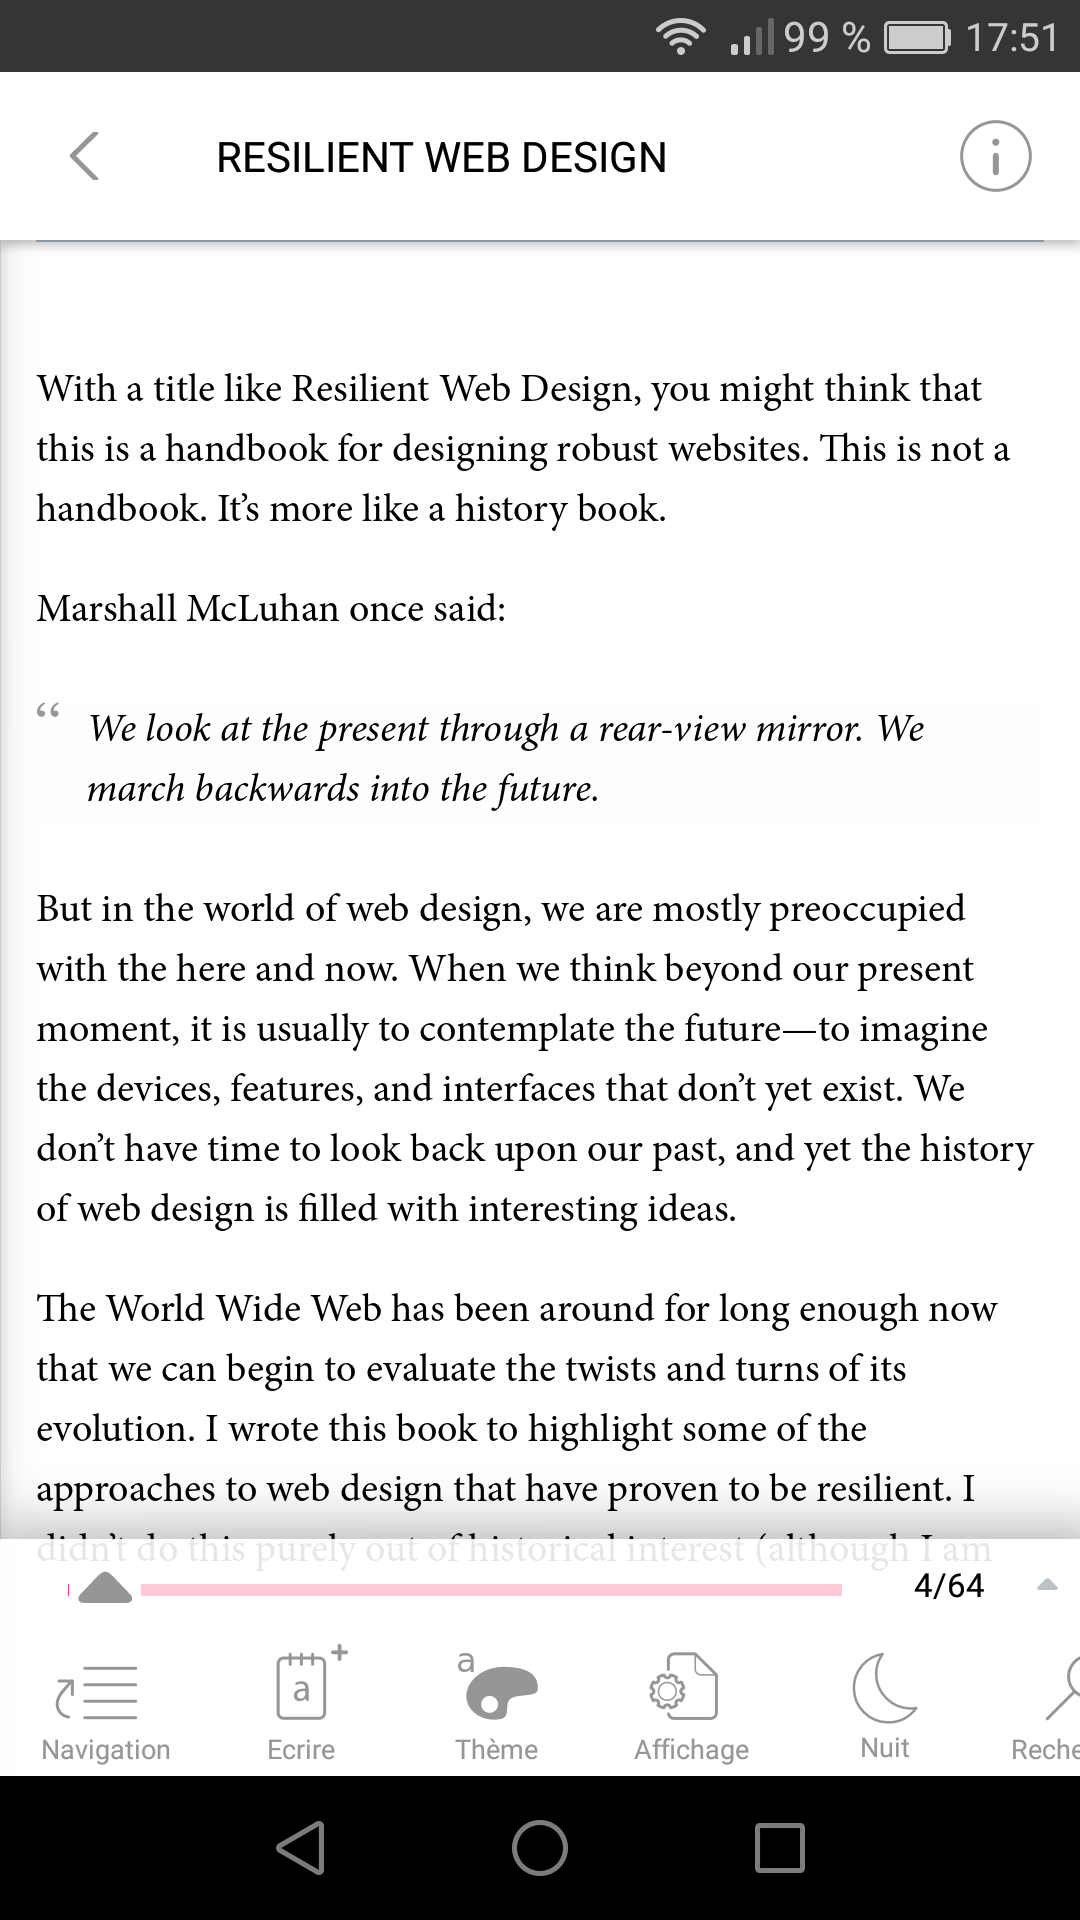 99 % 17:51
RESILIENT WEB DESIGN
With a title like Resilient Web Design, you might think that
this is a handbook for designing robust websites. This is not a
handbook. It’s more like a history book.
Marshall McLuhan once said:
“ We look at the present through a rear-view mirror. We
march backwards into the future.
But in the world of web design, we are mostly preoccupied
with the here and now. When we think beyond our present
moment, it is usually to contemplate the future—to imagine
the devices, features, and interfaces that don’t yet exist. We
don’t have time to look back upon our past, and yet the history
of web design is filled with interesting ideas.
The World Wide Web has been around for long enough now
that we can begin to evaluate the twists and turns of its
evolution. I wrote this book to highlight some of the
approaches to web design that have proven to be resilient. I
didn’t do this purely out of historical interest (although I am
4/64
a a
Navigation Ecrire Thème Affichage Nuit Reche